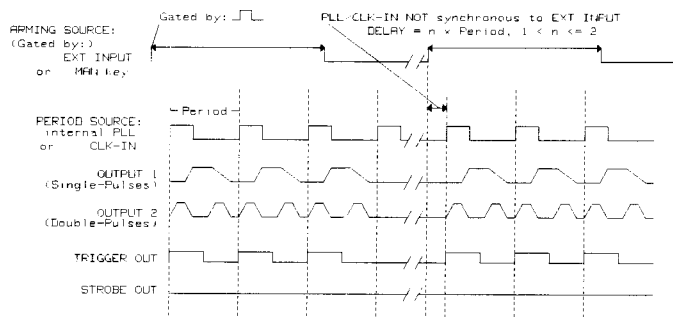 Gated by:
PLL/CLK-IN NOT synchronous to EXT INPUT
DELAY = n x Period, 1 < n <= 2
ARMING SOURCE:
(Gated by:)
EXT INPUT
or MAN key
Period
PERIOD SOURCE:
internal PLL
or CLK-IN
OUTPUT 1
(Single-Pulses)
OUTPUT 2
(Double-Pulses)
TRIGGER OUT
STROBE OUT